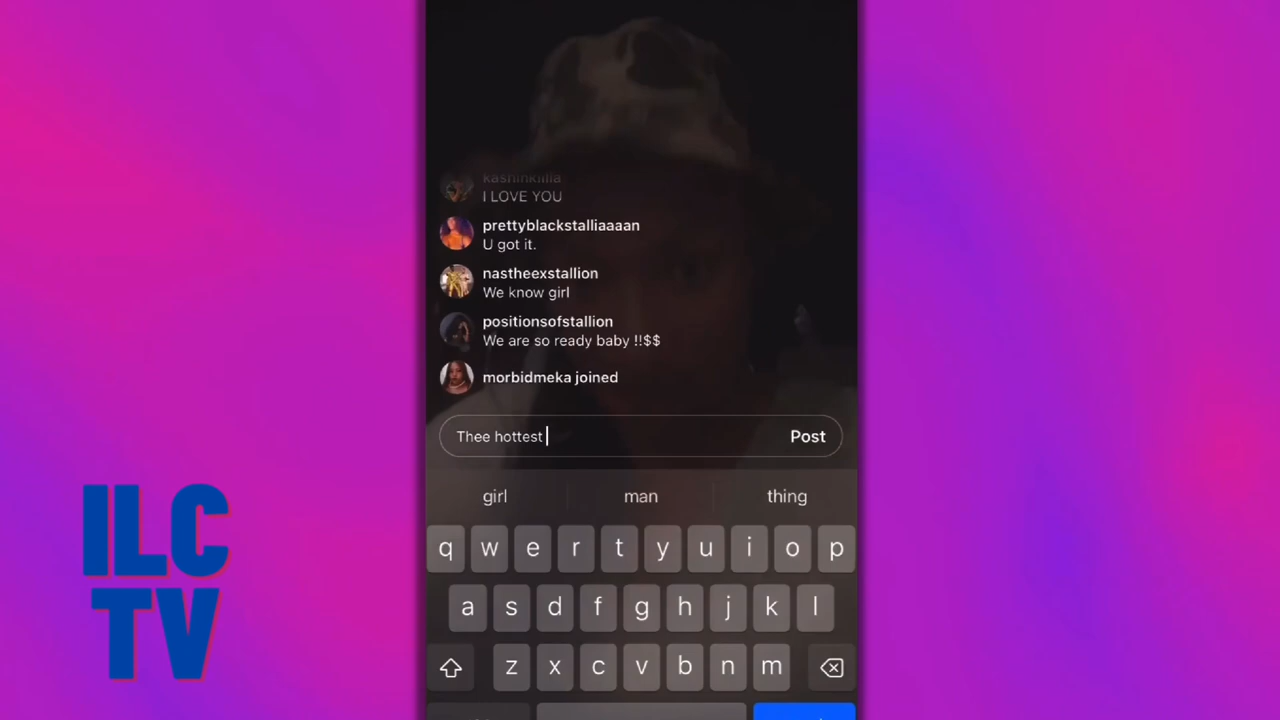 kashinkillla
I LOVE YOU
prettyblackstalliaaaan
U got it.
nastheexstallion
We know girl
positionsofstallion
We are so ready baby !!$$
morbidmeka joined
Thee hottest
Post
girl man thing
q w e r t y u i o p
a s d f g h j k l
z x c v b n m
ILC
TV